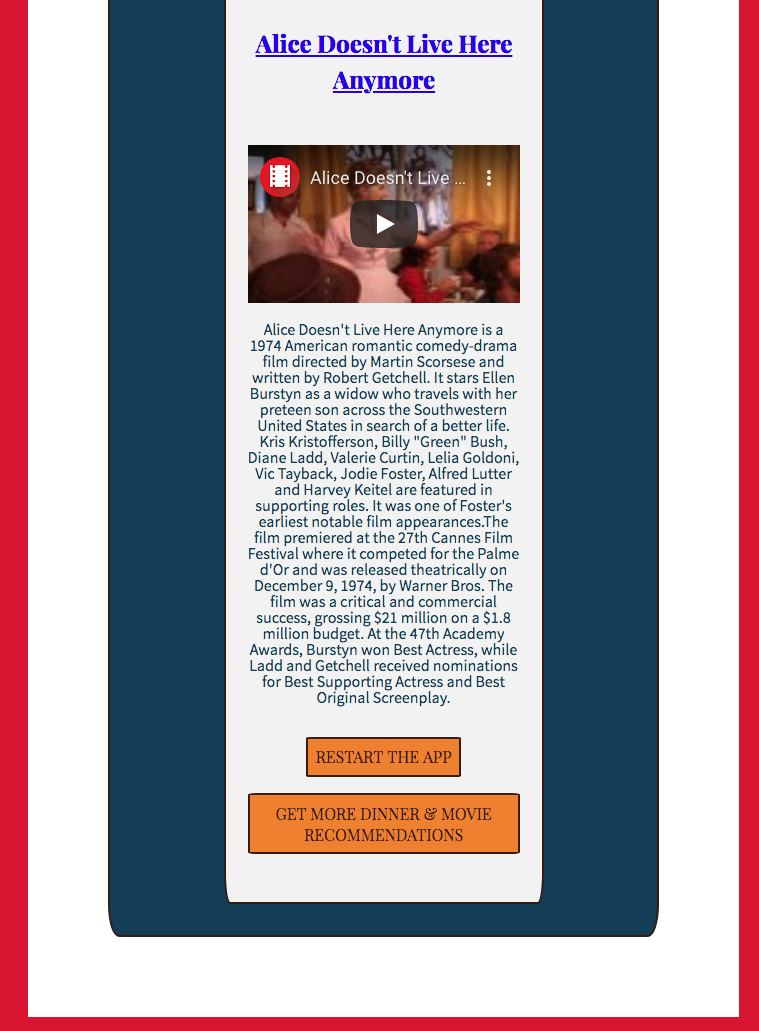 Alice Doesn't Live Here
Anymore
Alice Doesn't Live ...
Alice Doesn't Live Here Anymore is a
1974 American romantic comedy-drama
film directed by Martin Scorsese and
written by Robert Getchell. It stars Ellen
Burstyn as a widow who travels with her
preteen son across the Southwestern
United States in search of a better life.
Kris Kristofferson, Billy "Green" Bush,
Diane Ladd, Valerie Curtin, Lelia Goldoni,
Vic Tayback, Jodie Foster, Alfred Lutter
and Harvey Keitel are featured in
supporting roles. It was one of Foster's
earliest notable film appearances.The
film premiered at the 27th Cannes Film
Festival where it competed for the Palme
d'Or and was released theatrically on
December 9, 1974, by Warner Bros. The
film was a critical and commercial
success, grossing $21 million on a $1.8
million budget. At the 47th Academy
Awards, Burstyn won Best Actress, while
Ladd and Getchell received nominations
for Best Supporting Actress and Best
Original Screenplay.
RESTART THE APP
GET MORE DINNER & MOVIE
RECOMMENDATIONS